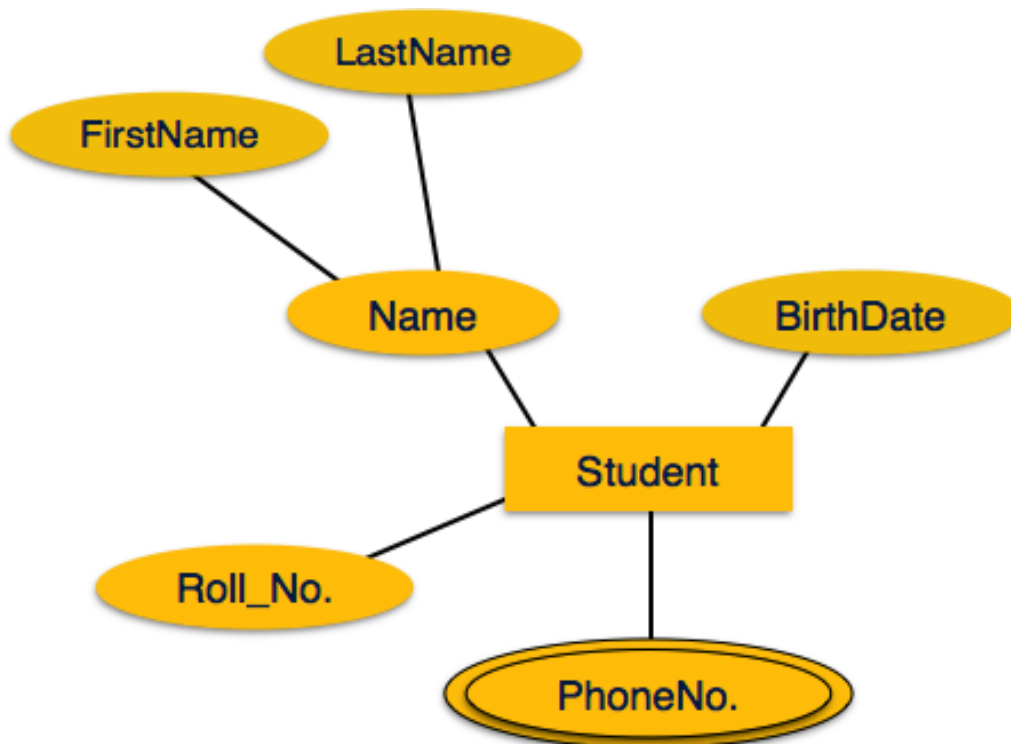 LastName
FirstName
Name
BirthDate
Student
Roll_No.
PhoneNo.